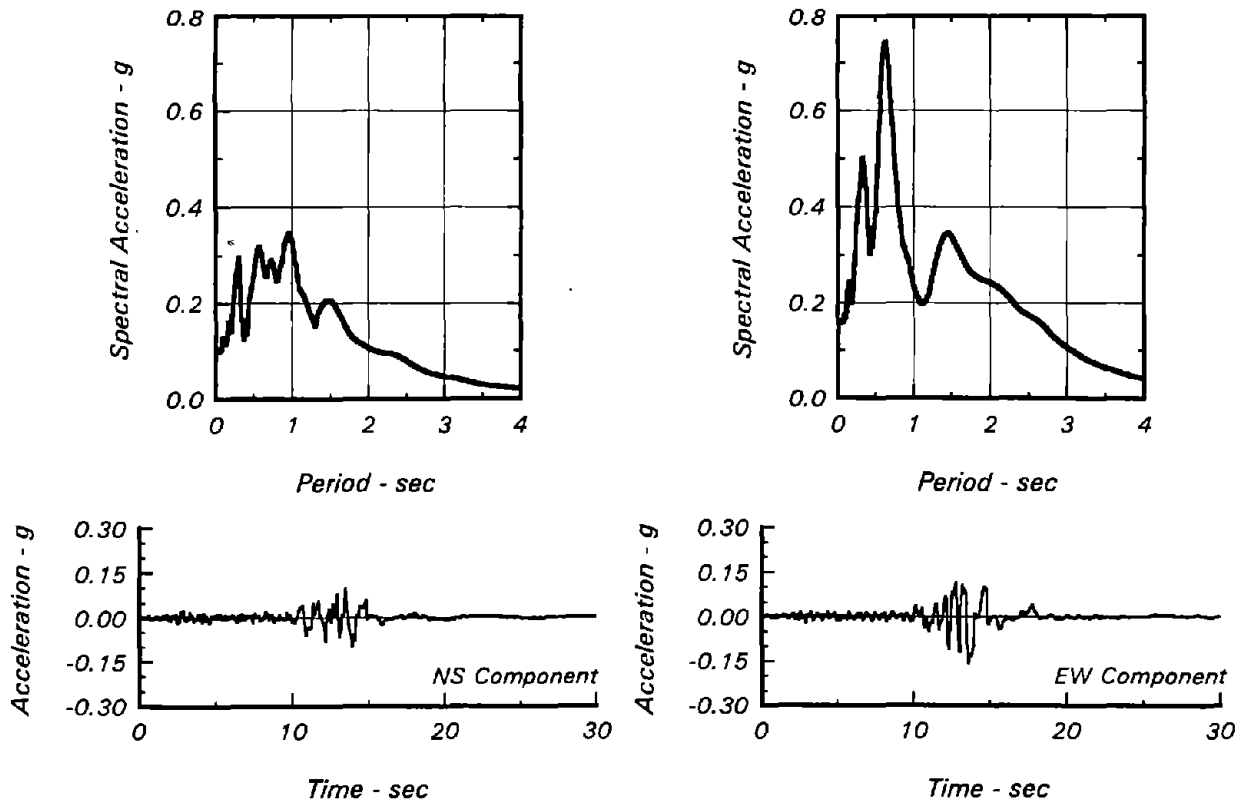 0.8
0.6
0.4
0.2
0.0
Spectral Acceleration - g
0 1 2 3 4
Period - sec
0.8
0.6
0.4
0.2
0.0
Spectral Acceleration - g
0 1 2 3 4
Period - sec
0.30
0.15
0.00
-0.15
-0.30
Acceleration - g
NS Component
0 10 20 30
Time - sec
0.30
0.15
0.00
-0.15
-0.30
Acceleration - g
EW Component
0 10 20 30
Time - sec